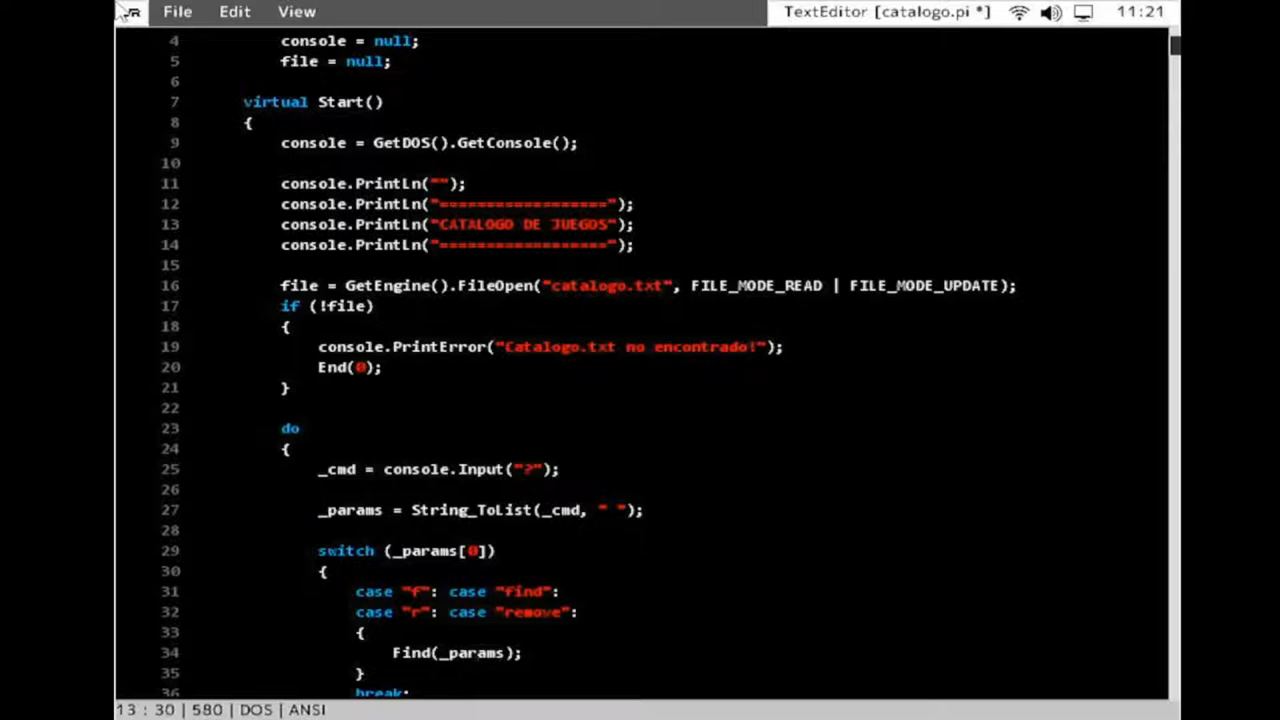 File Edit View TextEditor [catalogo.pi *] 11:21
4 console = null;
5 file = null;
6
7 virtual Start()
8 {
9 console = GetDOS().GetConsole();
10
11 console.PrintLn("");
12 console.PrintLn("==================");
13 console.PrintLn("CATALOGO DE JUEGOS");
14 console.PrintLn("==================");
15
16 file = GetEngine().FileOpen("catalogo.txt", FILE_MODE_READ | FILE_MODE_UPDATE);
17 if (!file)
18 {
19 console.PrintError("Catalogo.txt no encontrado!");
20 End(0);
21 }
22
23 do
24 {
25 _cmd = console.Input("?");
26
27 _params = String_ToList(_cmd, " ");
28
29 switch (_params[0])
30 {
31 case "f": case "find":
32 case "r": case "remove":
33 {
34 Find(_params);
35 }
36 break;
13 : 30 | 580 | DOS | ANSI